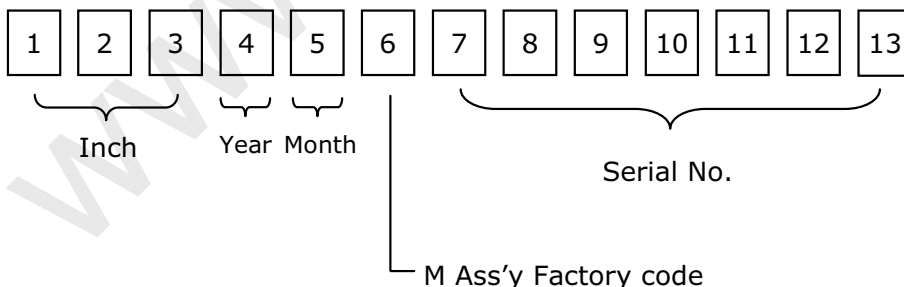 1 2 3 4 5 6 7 8 9 10 11 12 13
Inch Year Month
Serial No.
M Ass’y Factory code